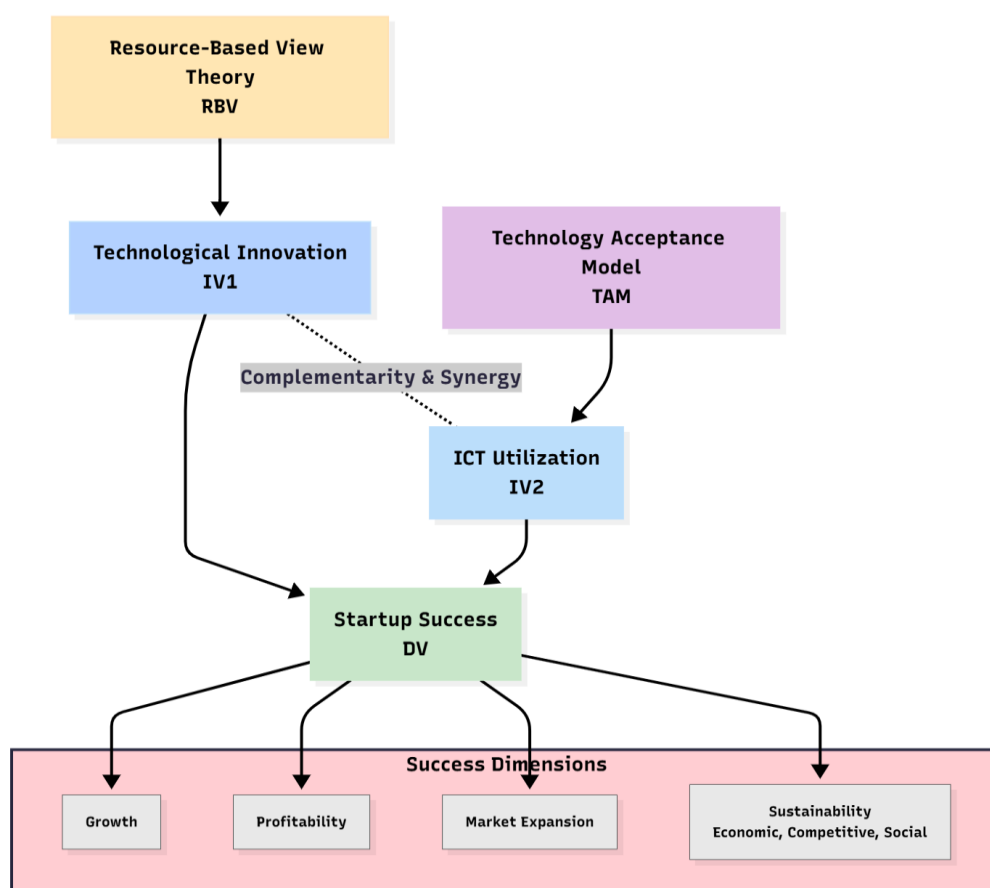 Resource-Based View
Theory
RBV
Technological Innovation
IV1
Technology Acceptance
Model
TAM
Complementarity & Synergy
ICT Utilization
IV2
Startup Success
DV
Success Dimensions
Growth
Profitability
Market Expansion
Sustainability
Economic, Competitive, Social